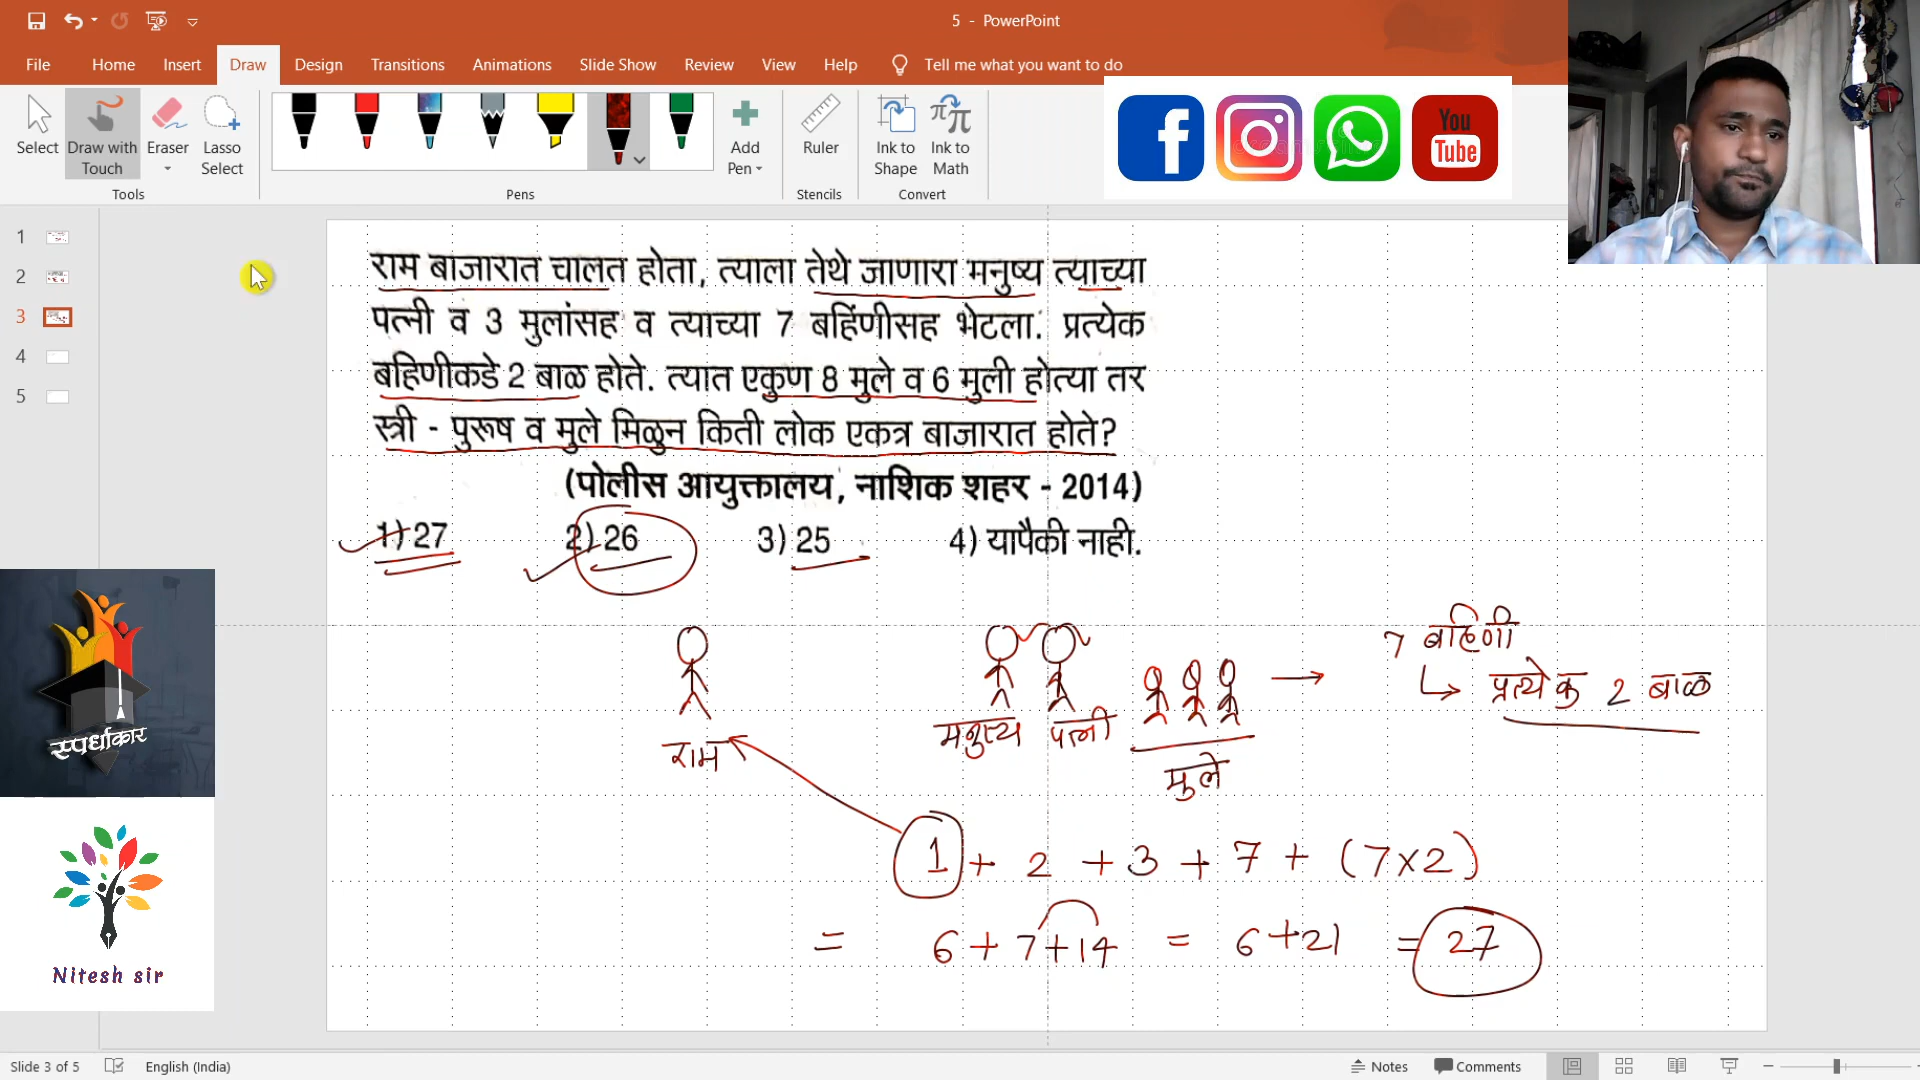 5 - PowerPoint
File Home Insert Draw Design Transitions Animations Slide Show Review View Help Tell me what you want to do
Select Draw with Touch Eraser Lasso Select Add Pen Ruler Ink to Shape Ink to Math
Tools Pens Stencils Convert
You Tube
1
2
3
4
5
राम बाजारात चालत होता, त्याला तेथे जाणारा मनुष्य त्याच्या
पत्नी व 3 मुलांसह व त्याच्या 7 बहिणीसह भेटला. प्रत्येक
बहिणीकडे 2 बाळ होते. त्यात एकुण 8 मुले व 6 मुली होत्या तर
स्त्री - पुरूष व मुले मिळुन किती लोक एकत्र बाजारात होते?
(पोलीस आयुक्तालय, नाशिक शहर - 2014)
1) 27 2) 26 3) 25 4) यापैकी नाही.
स्पर्धाकार
Nitesh sir
7 बहिणी
प्रत्येक 2 बाळ
राम मनुष्य पत्नी
मुले
1 + 2 + 3 + 7 + (7×2)
= 6 + 7 + 14 = 6 + 21 = 27
Slide 3 of 5 English (India) Notes Comments